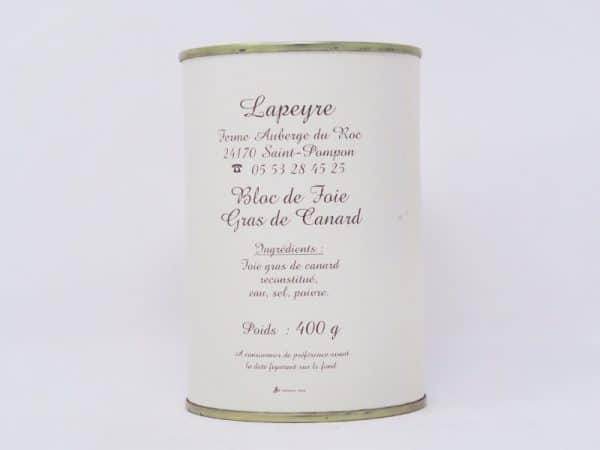 Lapeyre
Ferme Auberge du Roc
24170 Saint-Pompon
☎ 05 53 28 45 25
Bloc de Foie
Gras de Canard
Ingrédients :
Foie gras de canard
reconstitué,
eau, sel, poivre.
Poids : 400 g
A consommer de préférence avant
la date figurant sur le fond